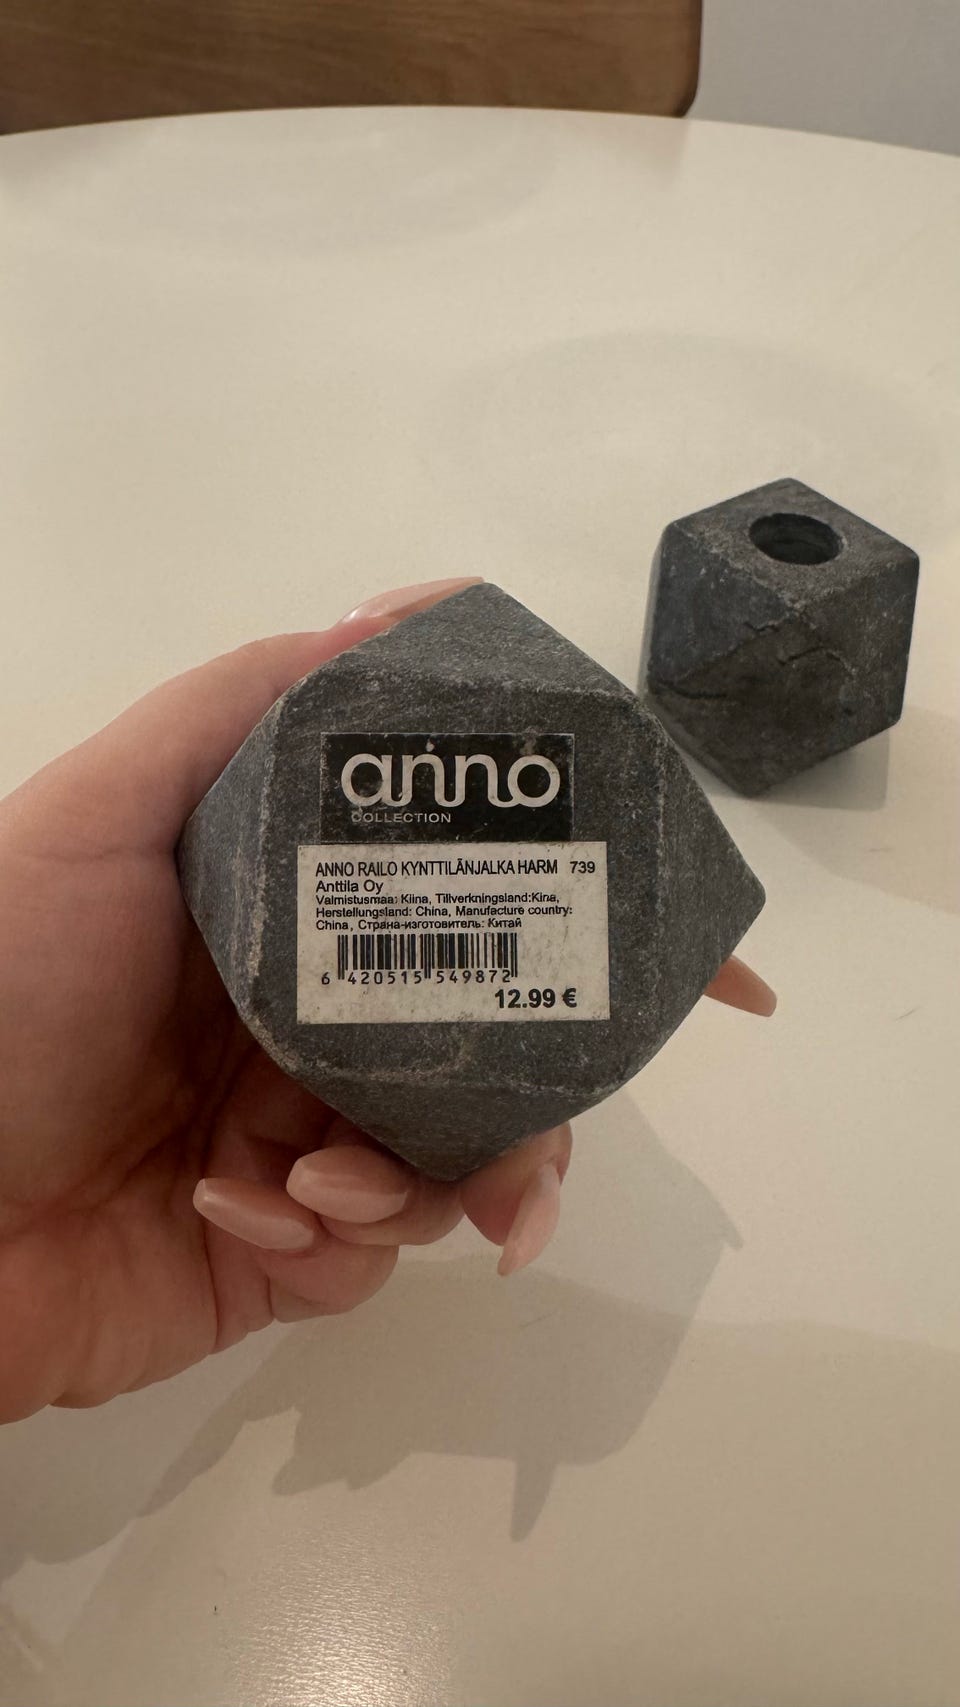 anno
COLLECTION
ANNO RAILO KYNTTILÄNJALKA HARM 739
Anttila Oy
Valmistusmaa: Kiina, Tillverkningsland:Kina,
Herstellungsland: China, Manufacture country:
China, Страна-изготовитель: Китай
6 420515 549872
12.99 €